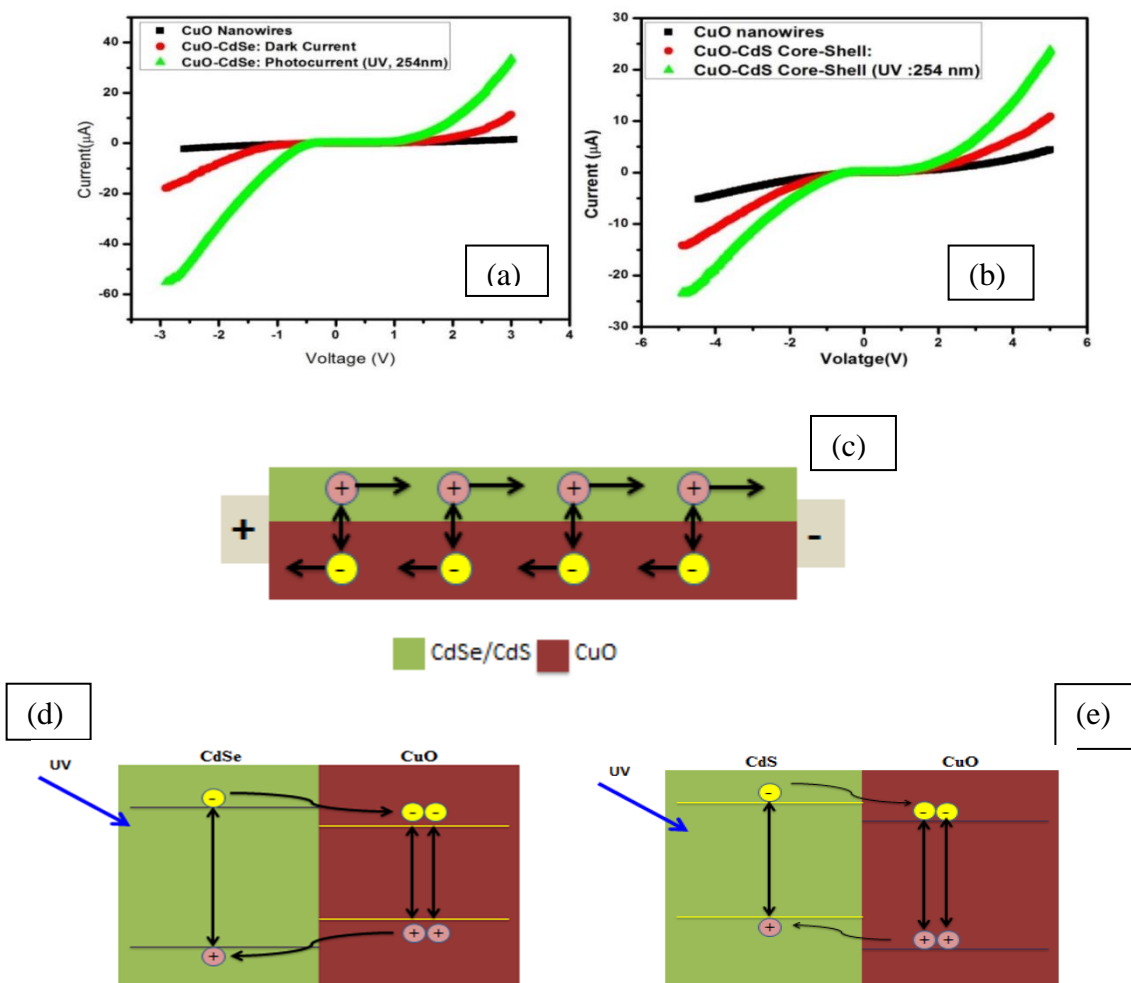 CuO Nanowires
CuO-CdSe: Dark Current
CuO-CdSe: Photocurrent (UV, 254nm)
40
20
0
-20
-40
-60
Current(µA)
-3 -2 -1 0 1 2 3 4
Voltage (V)
(a)
CuO nanowires
CuO-CdS Core-Shell:
CuO-CdS Core-Shell (UV :254 nm)
30
20
10
0
-10
-20
-30
Current (µA)
-6 -4 -2 0 2 4 6
Volatge(V)
(b)
(c)
+ + + +
+ -
- - - -
CdSe/CdS CuO
(d)
UV
CdSe CuO
- - -
+ + +
(e)
UV
CdS CuO
- - -
+ + +